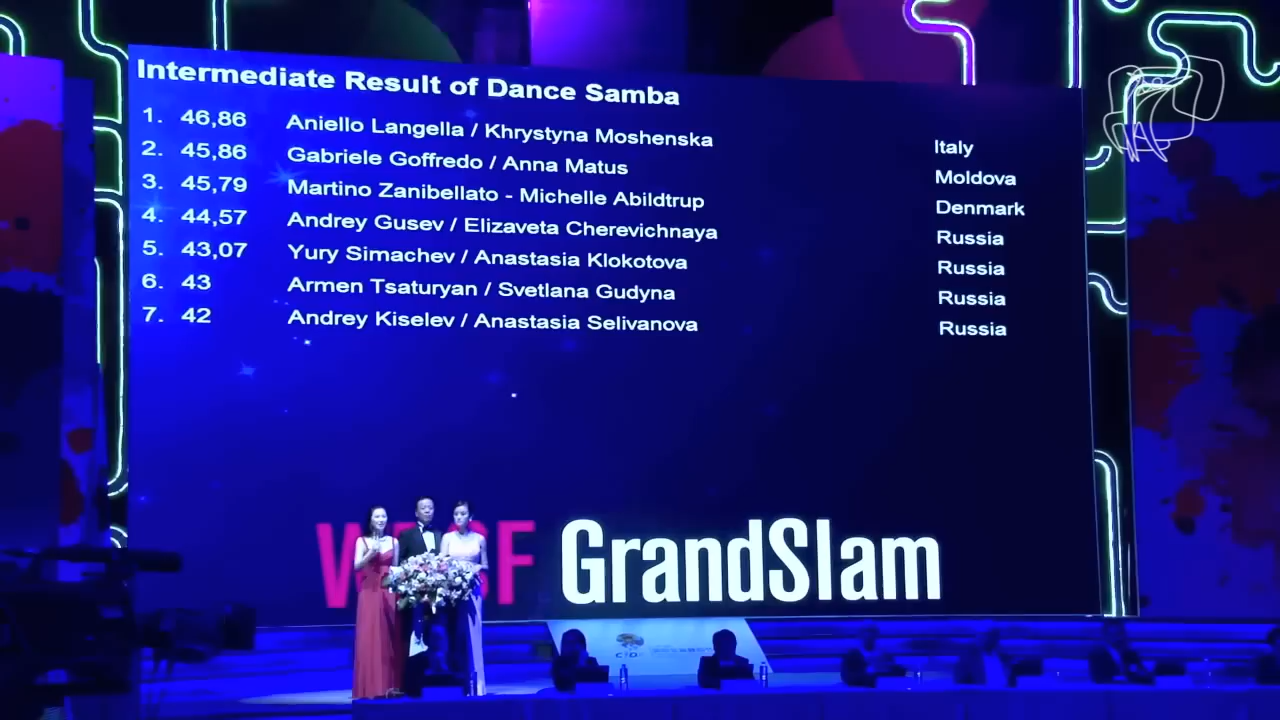 Intermediate Result of Dance Samba
1. 46,86 Aniello Langella / Khrystyna Moshenska Italy
2. 45,86 Gabriele Goffredo / Anna Matus Moldova
3. 45,79 Martino Zanibellato - Michelle Abildtrup Denmark
4. 44,57 Andrey Gusev / Elizaveta Cherevichnaya Russia
5. 43,07 Yury Simachev / Anastasia Klokotova Russia
6. 43 Armen Tsaturyan / Svetlana Gudyna Russia
7. 42 Andrey Kiselev / Anastasia Selivanova Russia
GrandSlam